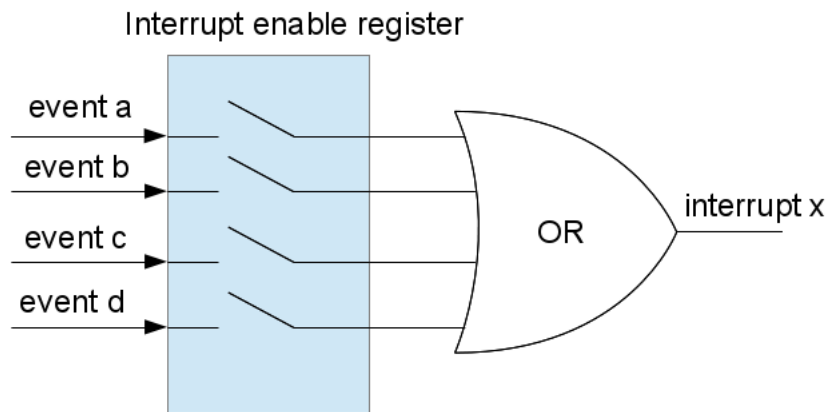 Interrupt enable register
event a
event b
event c
event d
OR
interrupt x